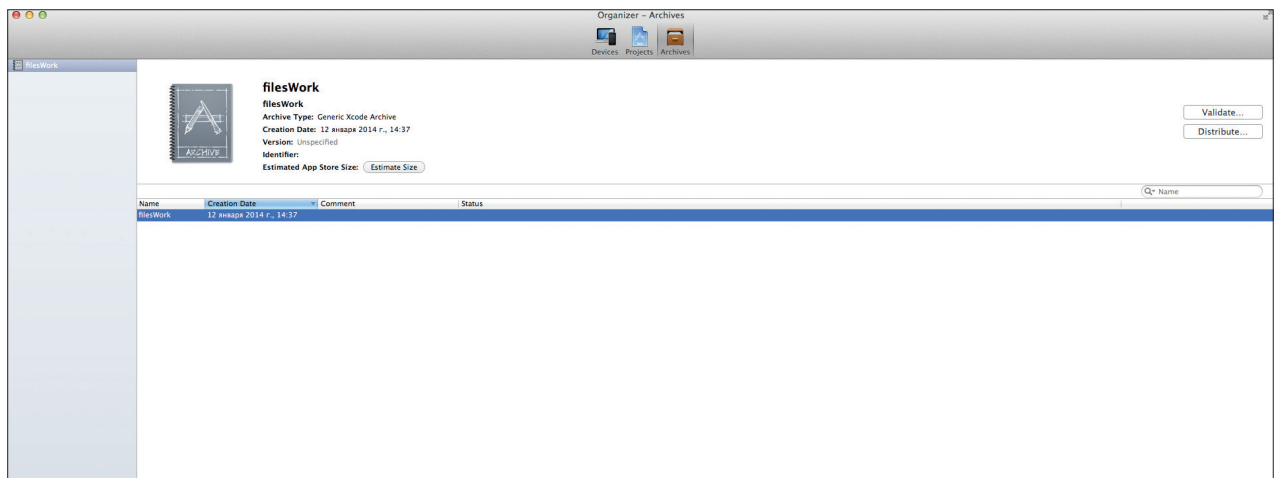 Organizer – Archives
Devices Projects Archives
filesWork
filesWork
filesWork
Archive Type: Generic Xcode Archive
Creation Date: 12 января 2014 г., 14:37
Version: Unspecified
Identifier:
Estimated App Store Size: Estimate Size
ARCHIVE
Validate...
Distribute...
Name
Name Creation Date Comment Status
filesWork 12 января 2014 г., 14:37